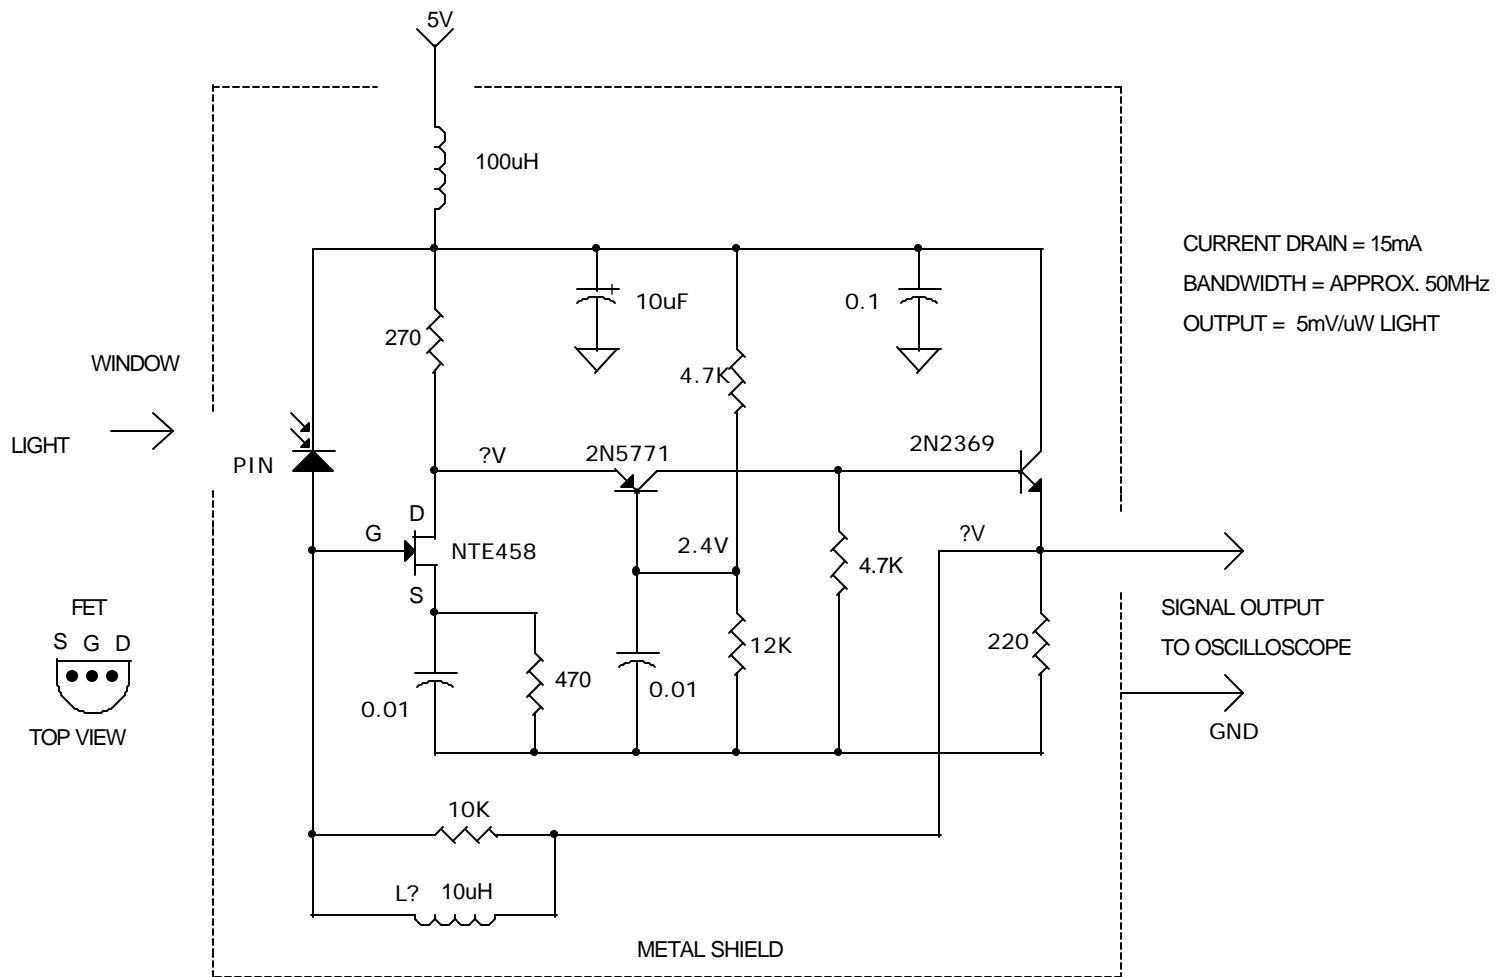 5V
100uH
CURRENT DRAIN = 15mA
BANDWIDTH = APPROX. 50MHz
OUTPUT = 5mV/uW LIGHT
+
10uF
0.1
270
WINDOW
4.7K
LIGHT
PIN
?V
2N5771
2N2369
D
G
NTE458
S
2.4V
?V
4.7K
FET
S G D
TOP VIEW
0.01
470
0.01
12K
220
SIGNAL OUTPUT
TO OSCILLOSCOPE
GND
10K
L? 10uH
METAL SHIELD